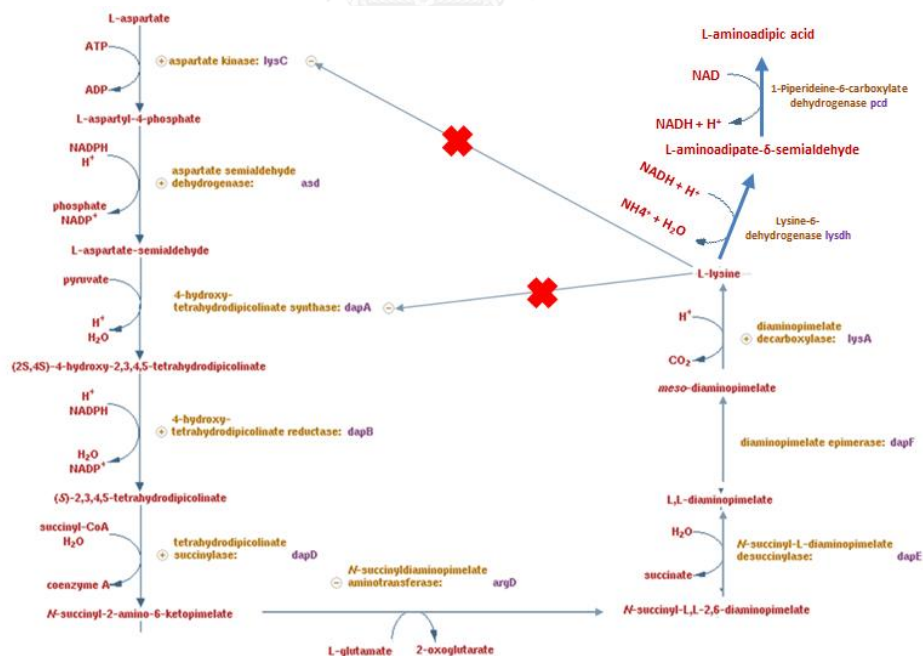 L-aspartate
ATP
ADP
+ aspartate kinase: lysC −
L-aspartyl-4-phosphate
NADPH
H⁺
phosphate
NADP⁺
+ aspartate semialdehyde
dehydrogenase: asd
L-aspartate-semialdehyde
pyruvate
H⁺
H₂O
4-hydroxy-
tetrahydrodipicolinate synthase: dapA −
(2S,4S)-4-hydroxy-2,3,4,5-tetrahydrodipicolinate
H⁺
NADPH
H₂O
NADP⁺
4-hydroxy-
+ tetrahydrodipicolinate reductase: dapB
(S)-2,3,4,5-tetrahydrodipicolinate
succinyl-CoA
H₂O
coenzyme A
tetrahydrodipicolinate
+ succinylase: dapD
N-succinyl-2-amino-6-ketopimelate
N-succinyldiaminopimelate
− aminotransferase: argD
L-glutamate
2-oxoglutarate
N-succinyl-L,L-2,6-diaminopimelate
H₂O
succinate
N-succinyl-L-diaminopimelate
desuccinylase: dapE
L,L-diaminopimelate
diaminopimelate epimerase: dapF
meso-diaminopimelate
H⁺
CO₂
diaminopimelate
+ decarboxylase: lysA
L-lysine
NADH + H⁺
NH4⁺ + H₂O
Lysine-6-
dehydrogenase lysdh
L-aminoadipate-δ-semialdehyde
NAD
NADH + H⁺
1-Piperideine-6-carboxylate
dehydrogenase pcd
L-aminoadipic acid